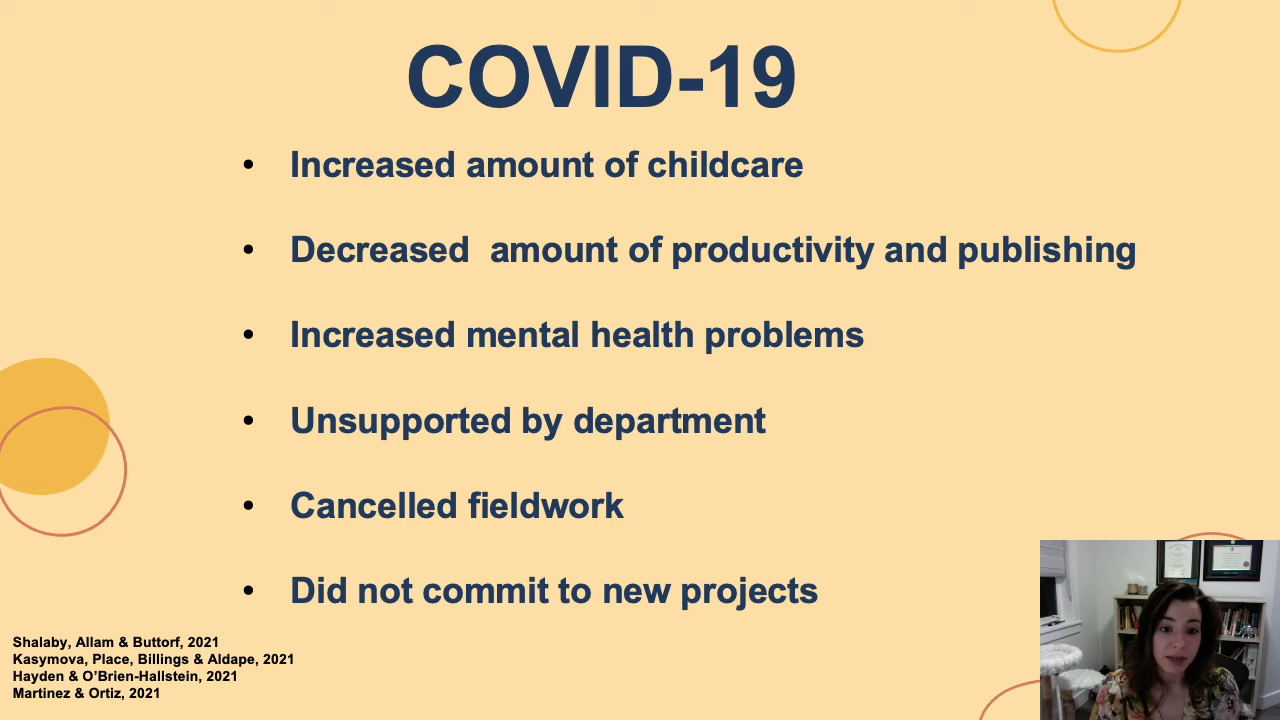 COVID-19
• Increased amount of childcare
• Decreased  amount of productivity and publishing
• Increased mental health problems
• Unsupported by department
• Cancelled fieldwork
• Did not commit to new projects
Shalaby, Allam & Buttorf, 2021
Kasymova, Place, Billings & Aldape, 2021
Hayden & O’Brien-Hallstein, 2021
Martinez & Ortiz, 2021